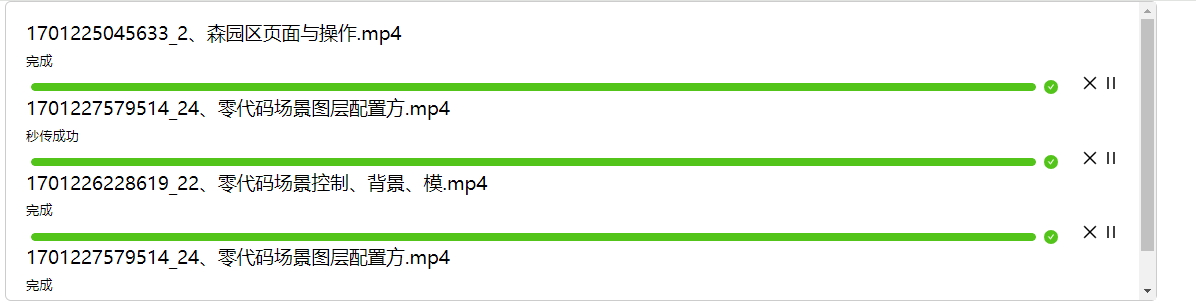 1701225045633_2、森园区页面与操作.mp4
完成
1701227579514_24、零代码场景图层配置方.mp4
秒传成功
1701226228619_22、零代码场景控制、背景、模.mp4
完成
1701227579514_24、零代码场景图层配置方.mp4
完成